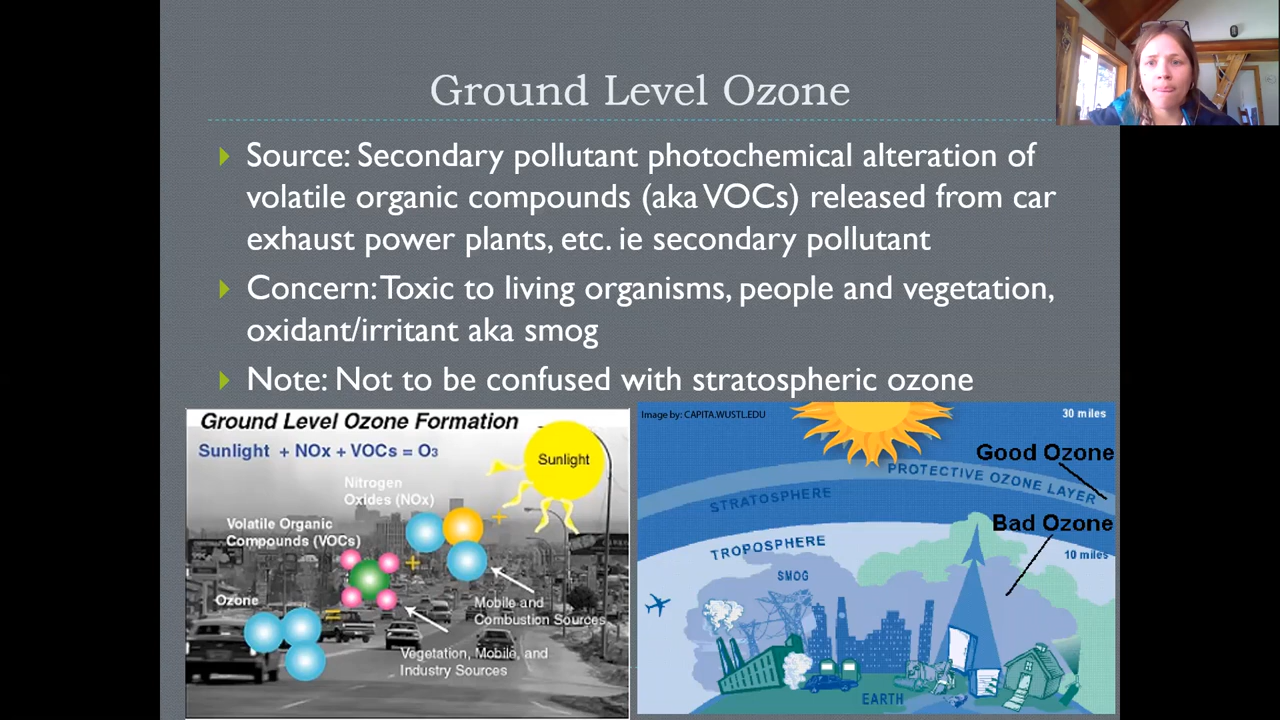 Ground Level Ozone
Source: Secondary pollutant photochemical alteration of
volatile organic compounds (aka VOCs) released from car
exhaust power plants, etc. ie secondary pollutant
Concern: Toxic to living organisms, people and vegetation,
oxidant/irritant aka smog
Note: Not to be confused with stratospheric ozone
Ground Level Ozone Formation
Sunlight + NOx + VOCs = O3
Sunlight
Nitrogen
Oxides (NOx)
Volatile Organic
Compounds (VOCs)
+
+
Ozone
=
Mobile and
Combustion Sources
Vegetation, Mobile, and
Industry Sources
Image by: CAPITA.WUSTL.EDU
30 miles
Good Ozone
PROTECTIVE OZONE LAYER
STRATOSPHERE
Bad Ozone
TROPOSPHERE
10 miles
SMOG
EARTH